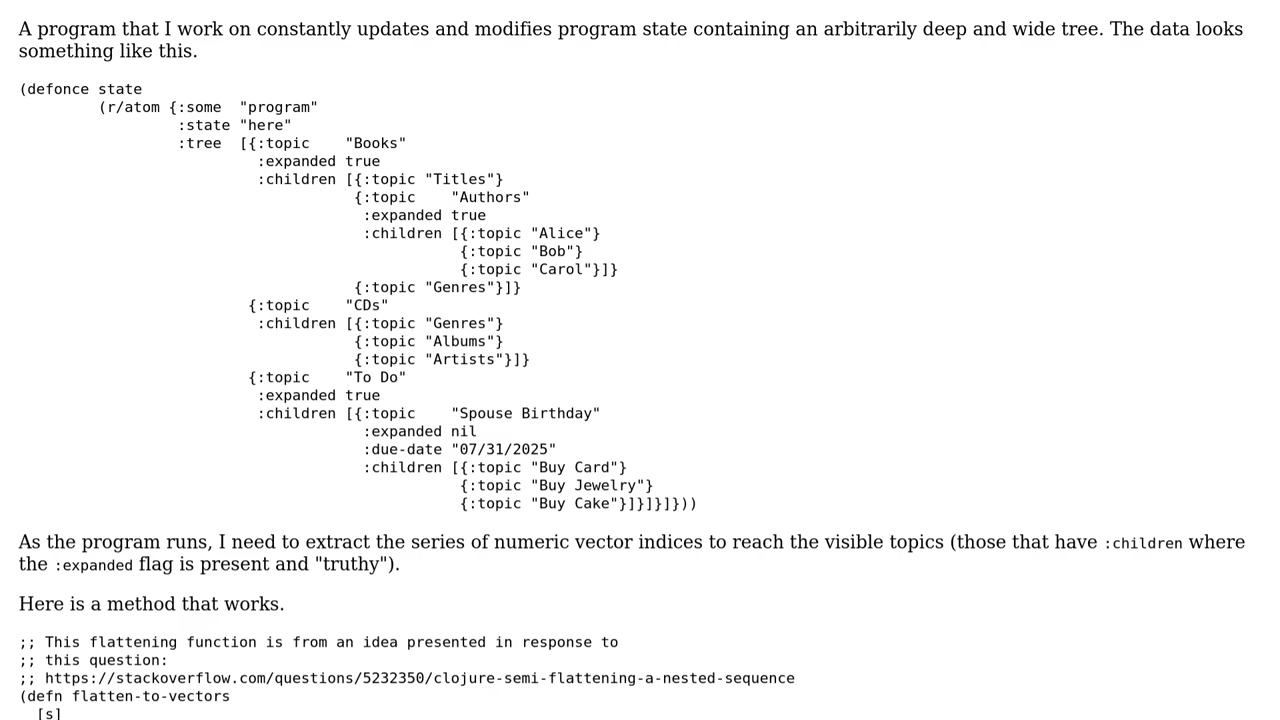 A program that I work on constantly updates and modifies program state containing an arbitrarily deep and wide tree. The data looks
something like this.
(defonce state
         (r/atom {:some  "program"
                  :state "here"
                  :tree  [{:topic    "Books"
                           :expanded true
                           :children [{:topic "Titles"}
                                      {:topic    "Authors"
                                       :expanded true
                                       :children [{:topic "Alice"}
                                                  {:topic "Bob"}
                                                  {:topic "Carol"}]}
                                      {:topic "Genres"}]}
                          {:topic    "CDs"
                           :children [{:topic "Genres"}
                                      {:topic "Albums"}
                                      {:topic "Artists"}]}
                          {:topic    "To Do"
                           :expanded true
                           :children [{:topic    "Spouse Birthday"
                                       :expanded nil
                                       :due-date "07/31/2025"
                                       :children [{:topic "Buy Card"}
                                                  {:topic "Buy Jewelry"}
                                                  {:topic "Buy Cake"}]}]}]}))
As the program runs, I need to extract the series of numeric vector indices to reach the visible topics (those that have :children where
the :expanded flag is present and "truthy").
Here is a method that works.
;; This flattening function is from an idea presented in response to
;; this question:
;; https://stackoverflow.com/questions/5232350/clojure-semi-flattening-a-nested-sequence
(defn flatten-to-vectors
  [s]